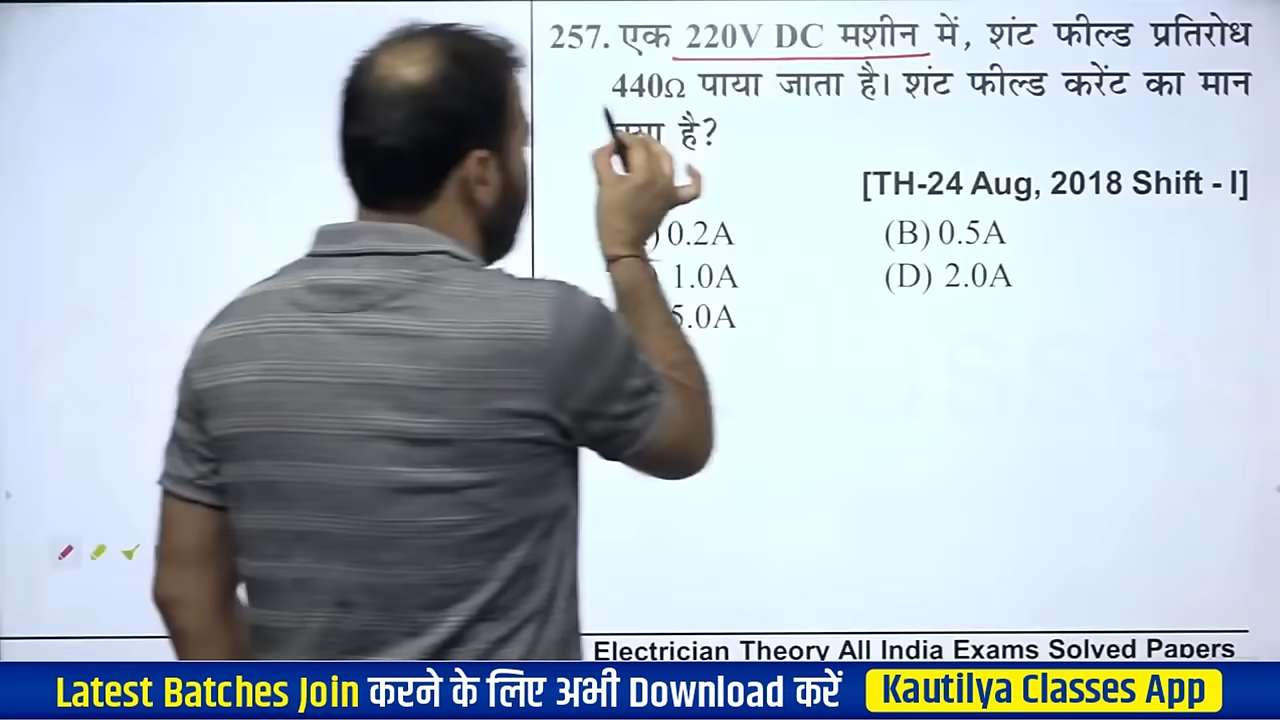 257. एक 220V DC मशीन में, शंट फील्ड प्रतिरोध
440Ω पाया जाता है। शंट फील्ड करेंट का मान
है?
[TH-24 Aug, 2018 Shift - I]
0.2A (B) 0.5A
1.0A (D) 2.0A
5.0A
Electrician Theory All India Exams Solved Papers
Latest Batches Join करने के लिए अभी Download करें Kautilya Classes App